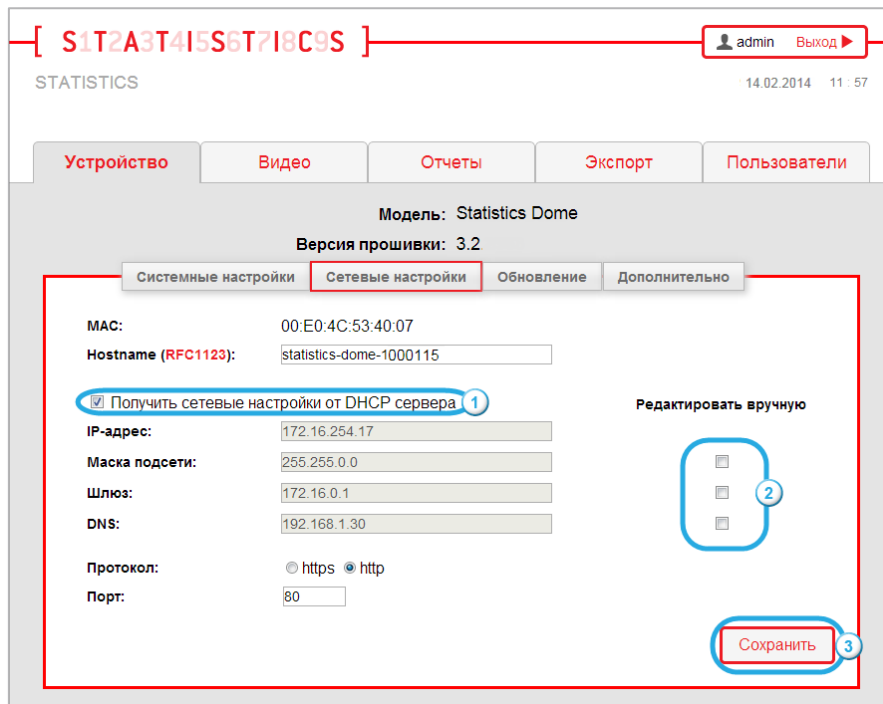 [ S1T2A3T4I5S6T7I8C9S ]
admin Выход
STATISTICS
14.02.2014 11 : 57
Устройство Видео Отчеты Экспорт Пользователи
Модель: Statistics Dome
Версия прошивки: 3.2
Системные настройки Сетевые настройки Обновление Дополнительно
MAC: 00:E0:4C:53:40:07
Hostname (RFC1123): statistics-dome-1000115
Получить сетевые настройки от DHCP сервера 1
Редактировать вручную
IP-адрес: 172.16.254.17
Маска подсети: 255.255.0.0
Шлюз: 172.16.0.1
2
DNS: 192.168.1.30
Протокол: https http
Порт: 80
Сохранить 3